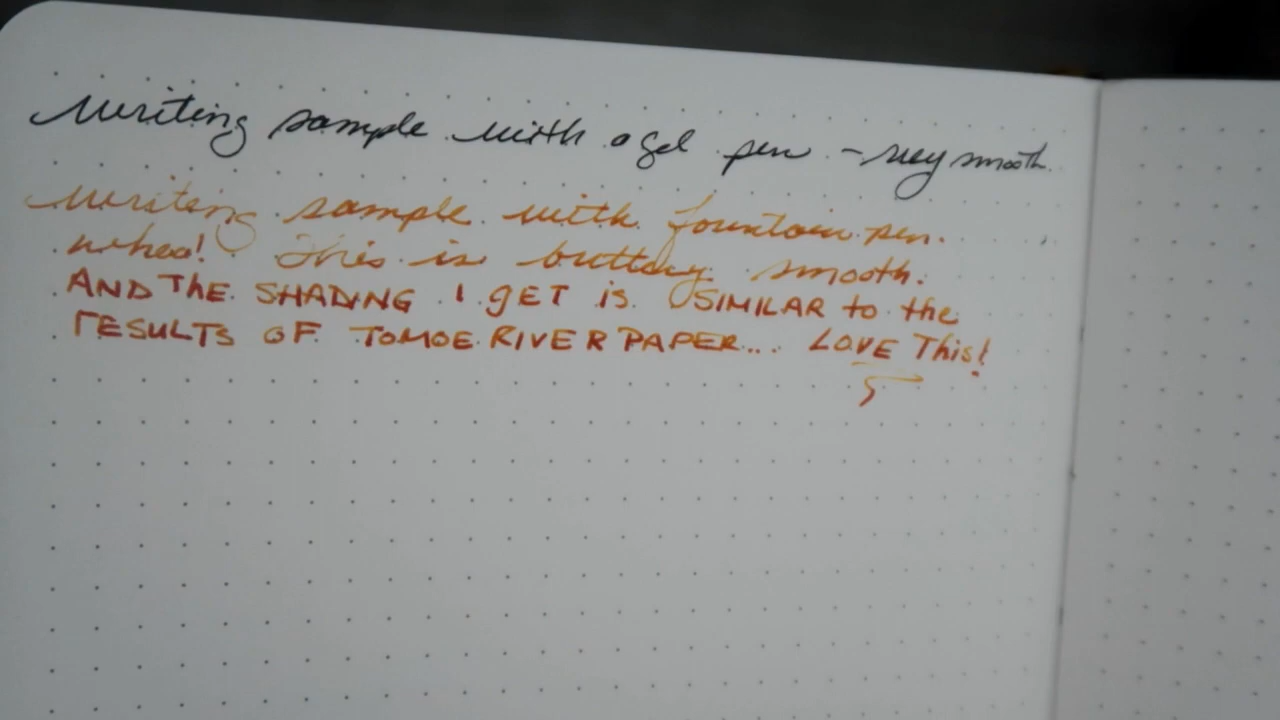 Writing sample with a gel pen - very smooth.
Writing sample with fountain pen.
whoo! This is buttery smooth.
AND THE SHADING I GET is SIMILAR to the
rESULTS OF TOMOE RIVER PAPER... LOVE This!